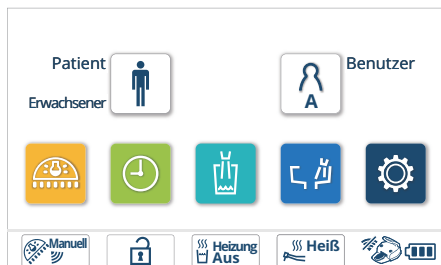 Patient
Benutzer
Erwachsener
A
Manuell
Heizung
Aus
Heiß